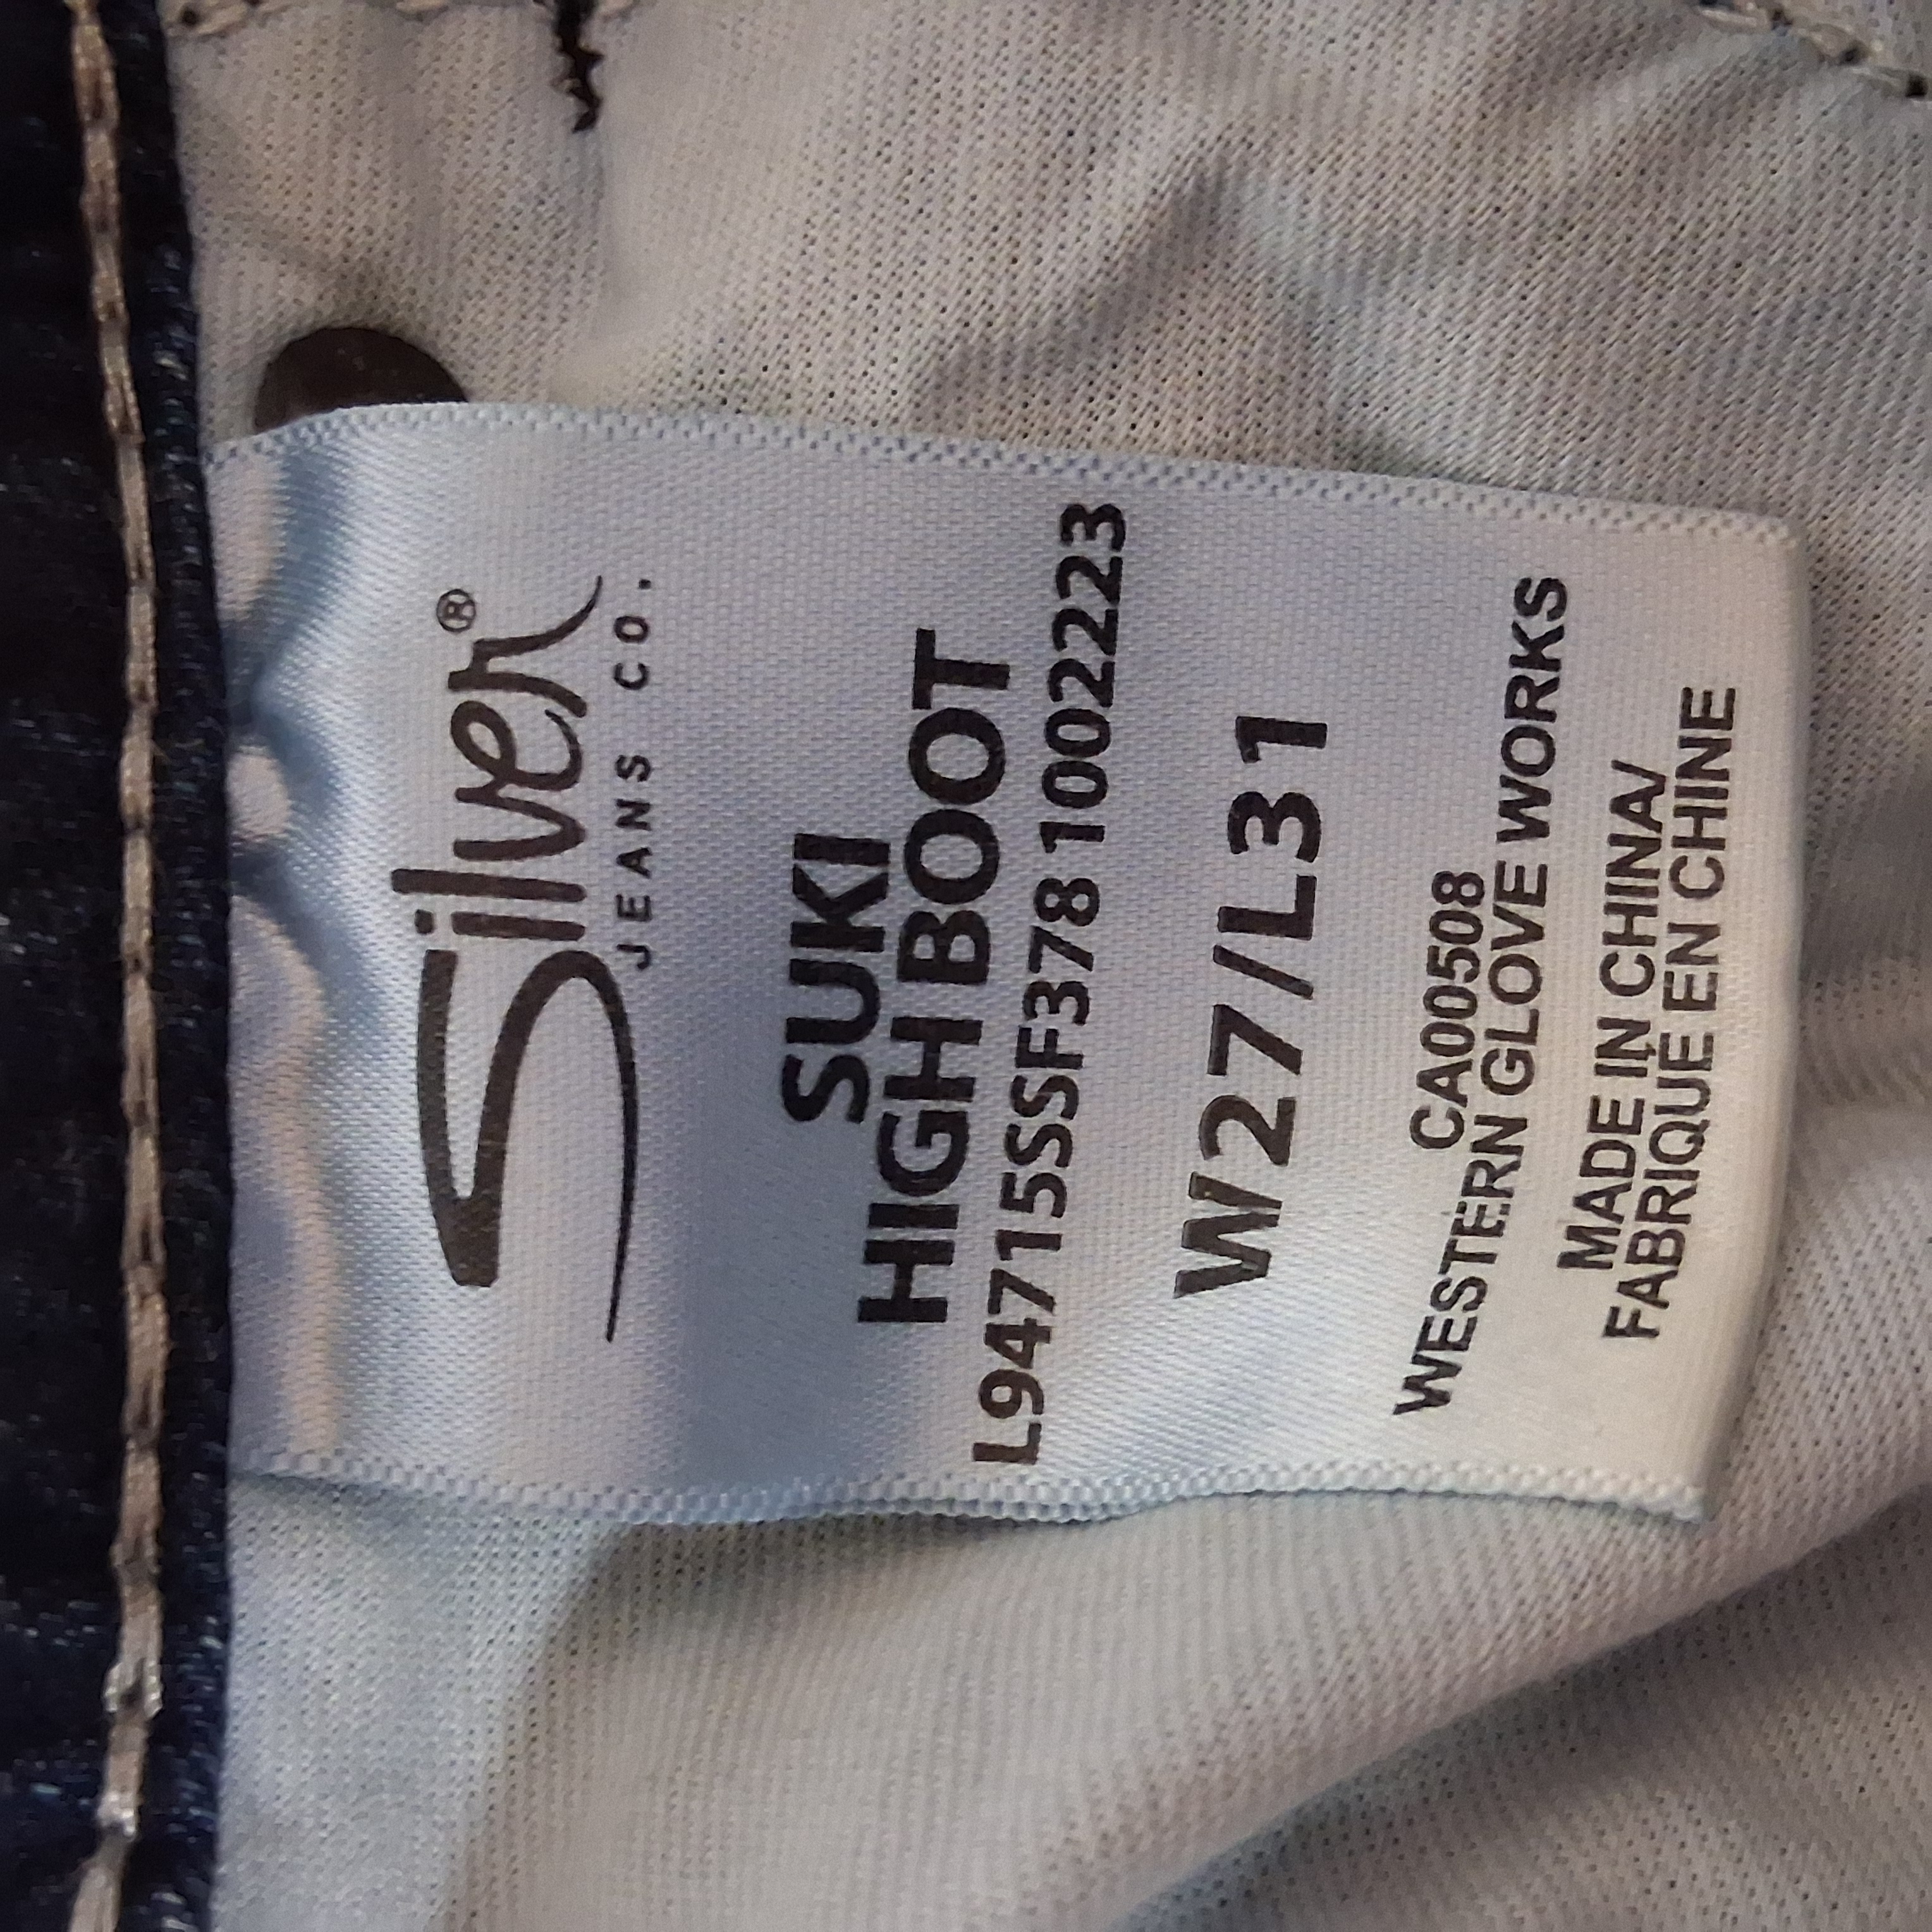 Silver®
JEANS CO.
SUKI
HIGH BOOT
L94715SSF378 1002223
W27/L31
CA00508
WESTERN GLOVE WORKS
MADE IN CHINA/
FABRIQUE EN CHINE